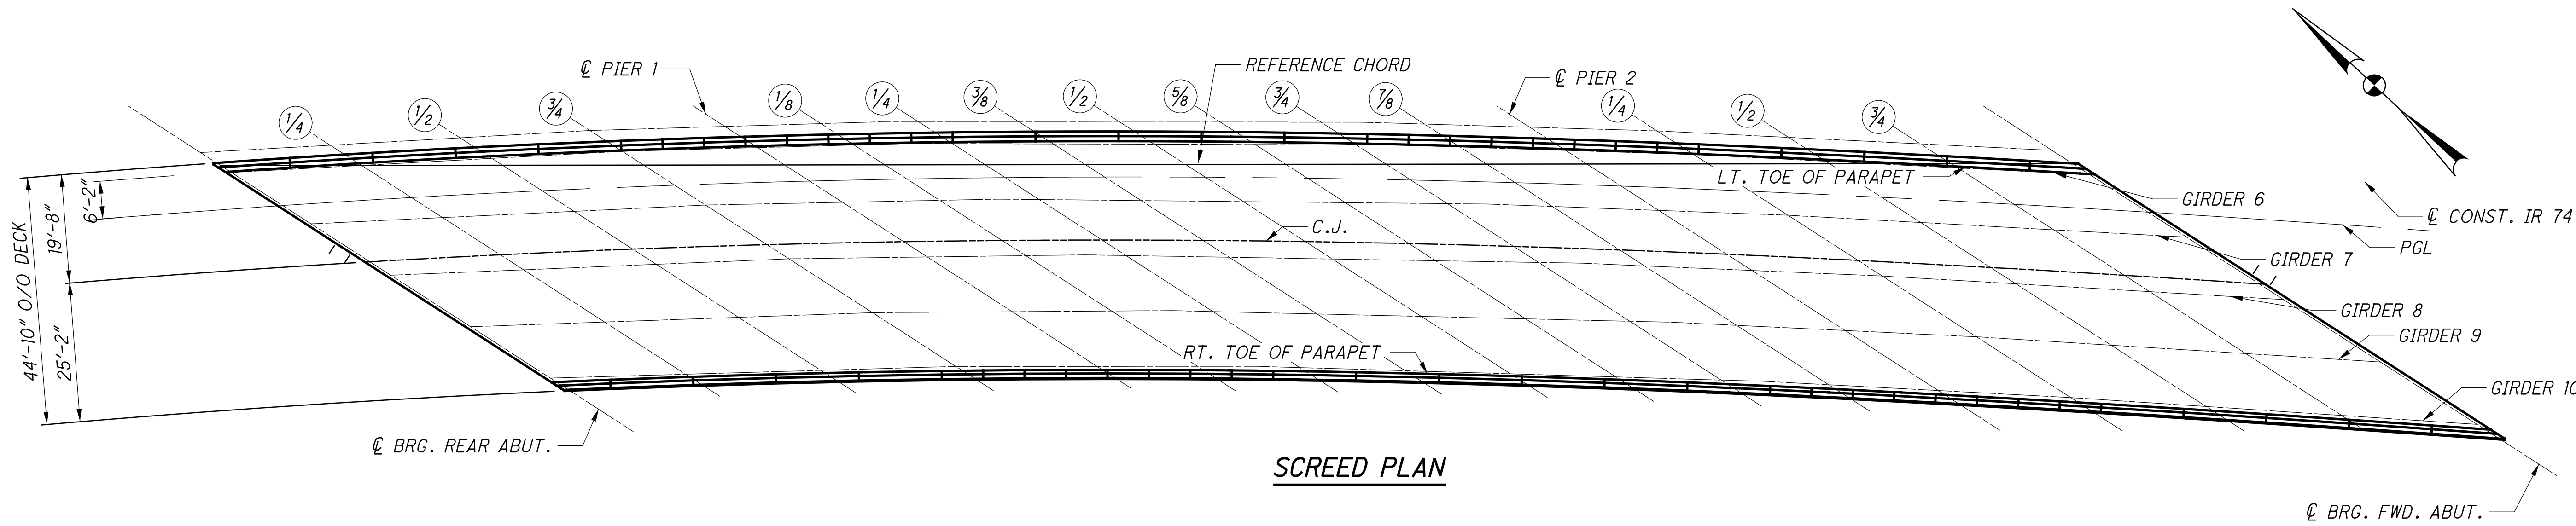 ℄ PIER 1
REFERENCE CHORD
℄ PIER 2
1/4
1/2
3/4
1/8
1/4
3/8
1/2
5/8
3/4
7/8
1/4
1/2
3/4
LT. TOE OF PARAPET
GIRDER 6
℄ CONST. IR 74
C.J.
PGL
GIRDER 7
GIRDER 8
GIRDER 9
RT. TOE OF PARAPET
GIRDER 10
44'-10" O/O DECK
19'-8"
6'-2"
25'-2"
℄ BRG. REAR ABUT.
SCREED PLAN
℄ BRG. FWD. ABUT.